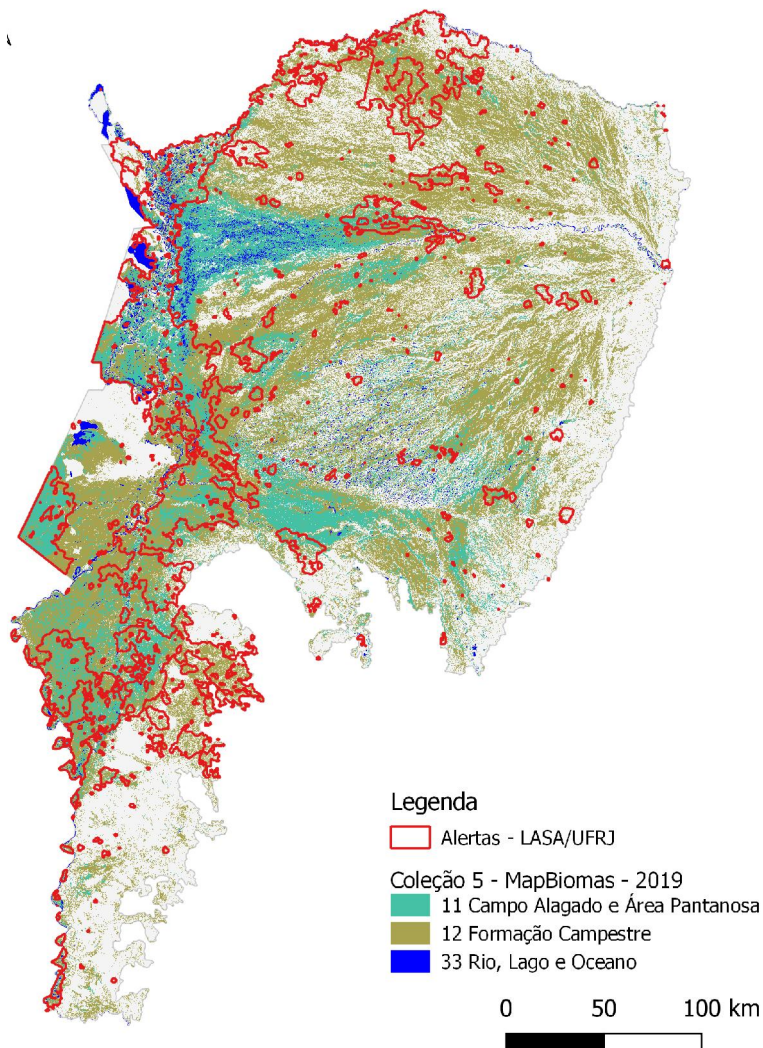 Legenda
Alertas - LASA/UFRJ
Coleção 5 - MapBiomas - 2019
11 Campo Alagado e Área Pantanosa
12 Formação Campestre
33 Rio, Lago e Oceano
0 50 100 km